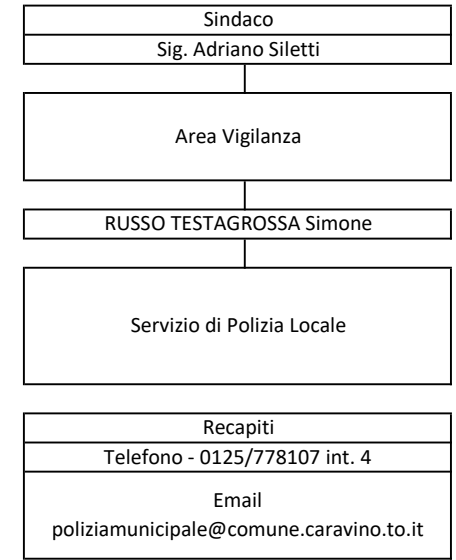 Sindaco
Sig. Adriano Siletti
Area Vigilanza
RUSSO TESTAGROSSA Simone
Servizio di Polizia Locale
Recapiti
Telefono - 0125/778107 int. 4
Email
poliziamunicipale@comune.caravino.to.it